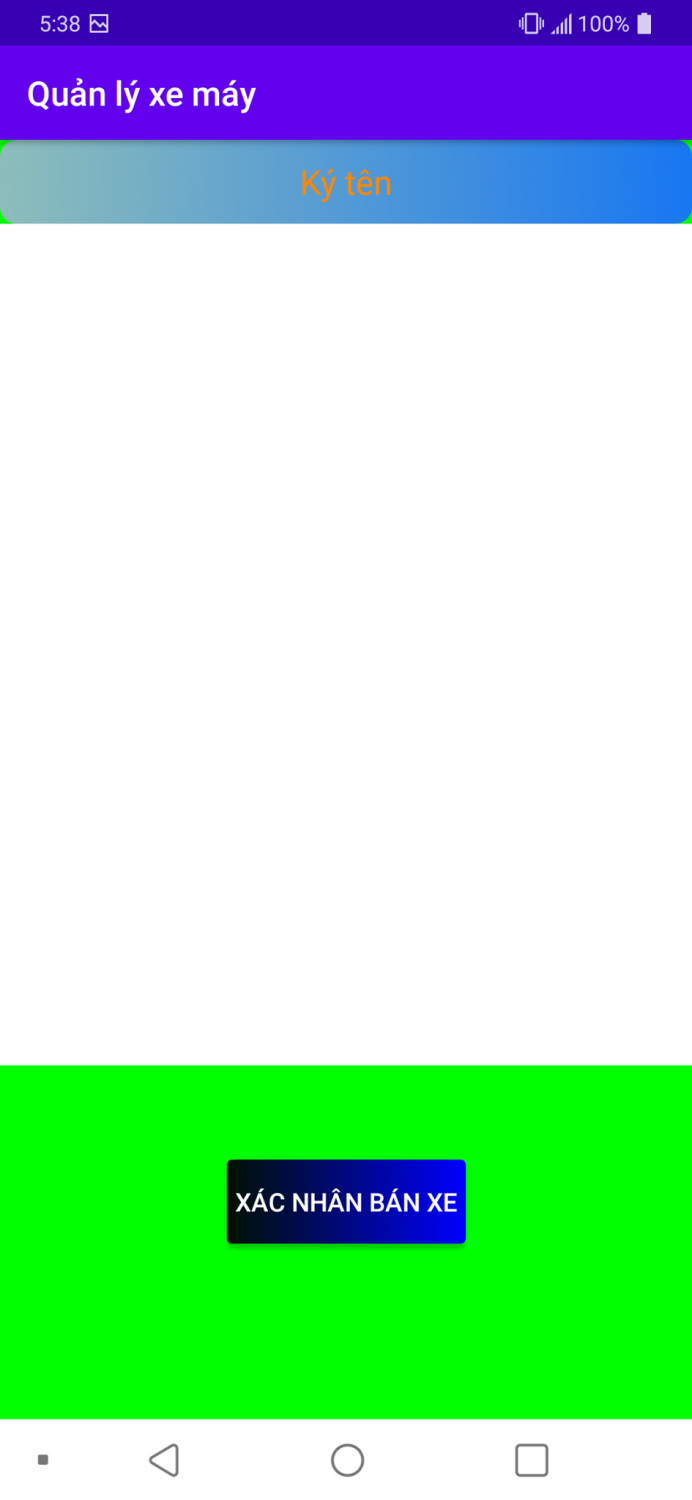 5:38 100%
Quản lý xe máy
Ký tên
XÁC NHÂN BÁN XE